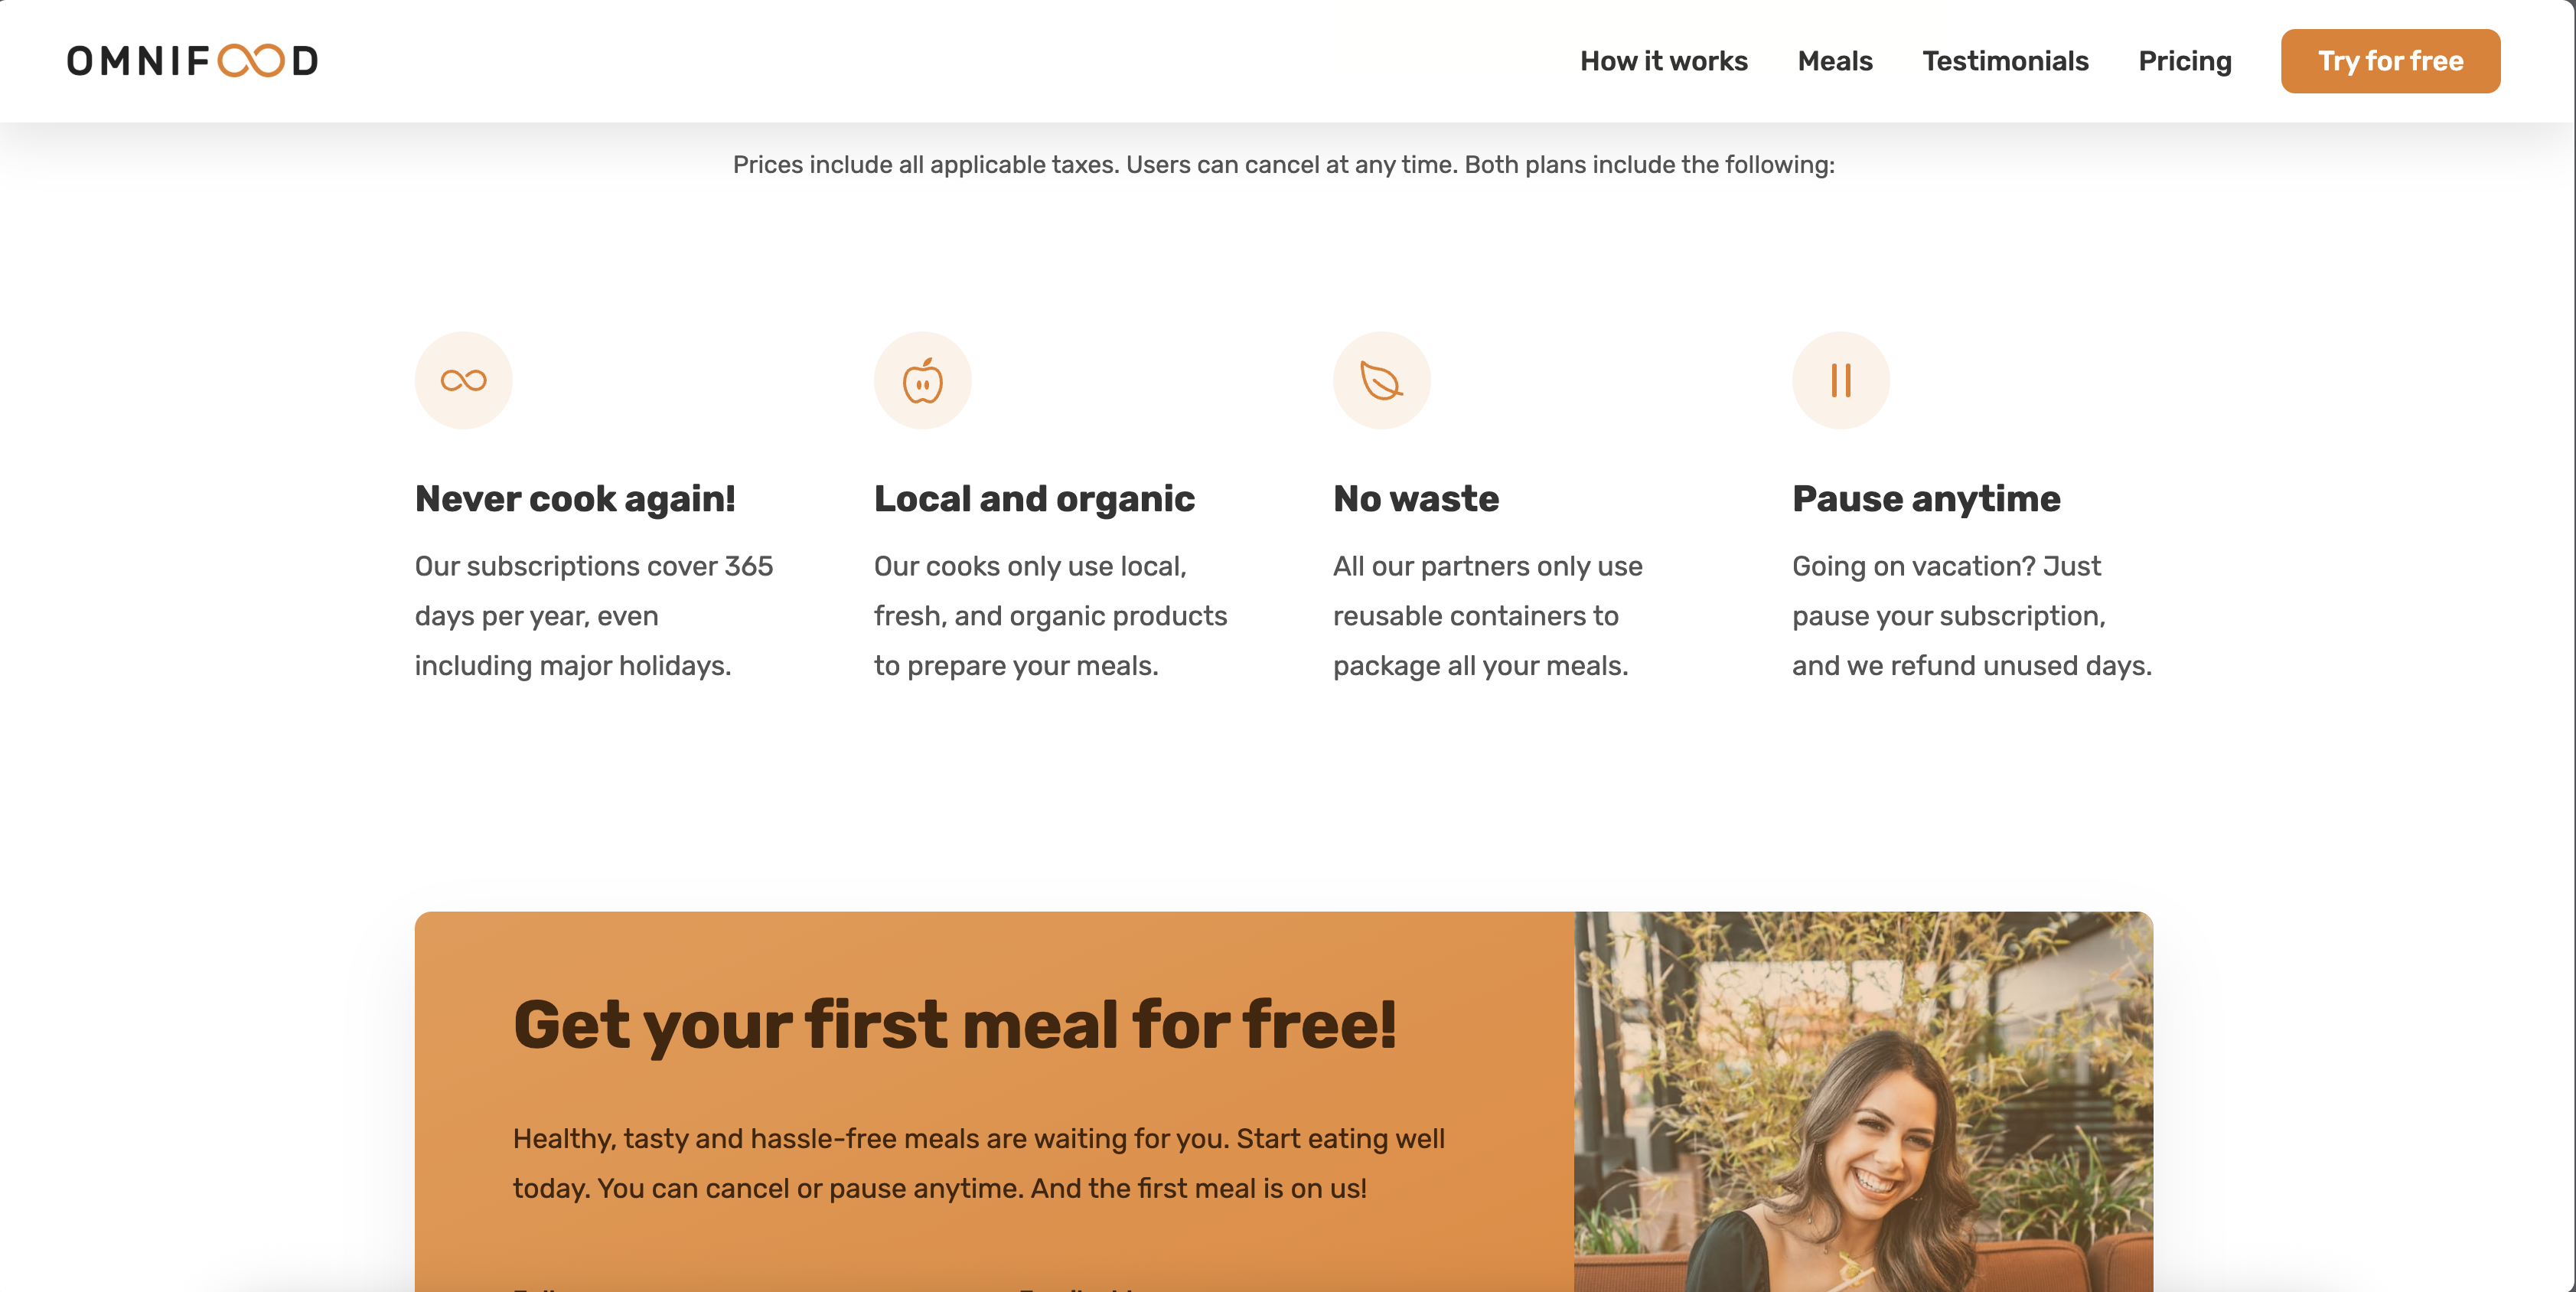 OMNIFOOD
How it works Meals Testimonials Pricing Try for free
Prices include all applicable taxes. Users can cancel at any time. Both plans include the following:
Never cook again!
Our subscriptions cover 365
days per year, even
including major holidays.
Local and organic
Our cooks only use local,
fresh, and organic products
to prepare your meals.
No waste
All our partners only use
reusable containers to
package all your meals.
Pause anytime
Going on vacation? Just
pause your subscription,
and we refund unused days.
Get your first meal for free!
Healthy, tasty and hassle-free meals are waiting for you. Start eating well
today. You can cancel or pause anytime. And the first meal is on us!